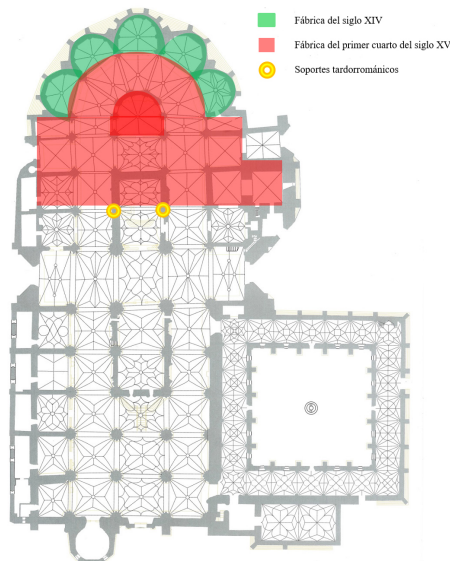 Fábrica del siglo XIV
Fábrica del primer cuarto del siglo XV
Soportes tardorrománicos